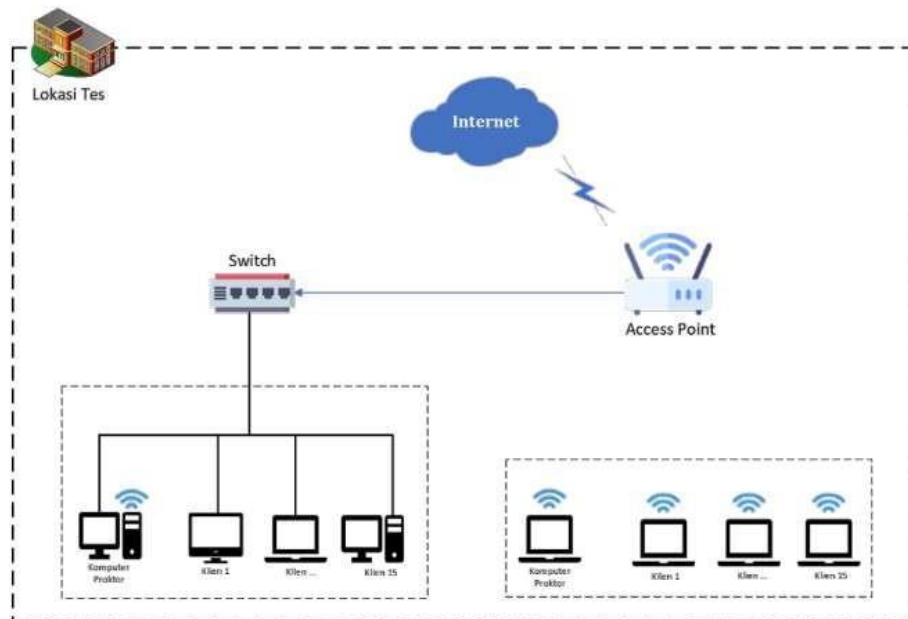 Lokasi Tes
Internet
Switch
Access Point
Komputer
Proktor
Klien 1
Klien ...
Klien 15
Komputer
Proktor
Klien 1
Klien ...
Klien 15